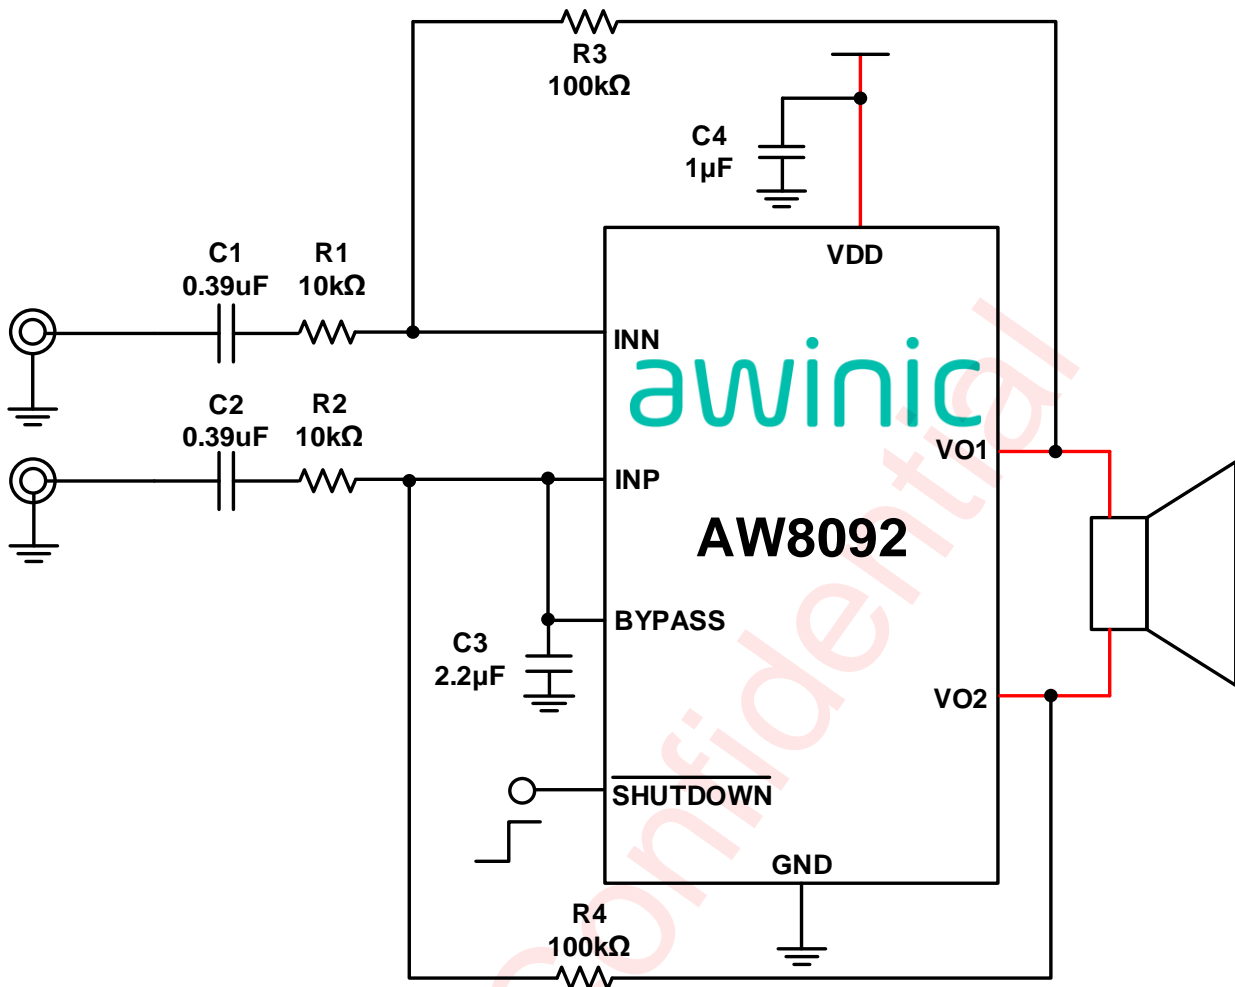 R3
100kΩ
C4
1μF
VDD
C1
0.39uF
R1
10kΩ
INN
awinic
C2
0.39uF
R2
10kΩ
VO1
INP
AW8092
BYPASS
C3
2.2μF
VO2
SHUTDOWN
GND
R4
100kΩ
Confidential